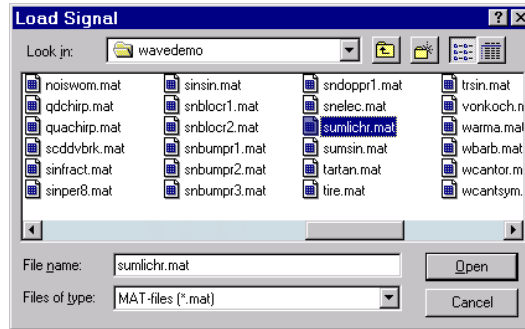 Load Signal
Look in: wavedemo
noiswom.mat sinsin.mat sndoppr1.mat trsin.mat
qdchirp.mat snblocr1.mat snelec.mat vonkoch.n
quachirp.mat snblocr2.mat sumlichr.mat warma.mat
scddvbrk.mat snbumpr1.mat sumsin.mat wbarb.mat
sinfract.mat snbumpr2.mat tartan.mat wcantor.m
sinper8.mat snbumpr3.mat tire.mat wcantsym.
File name: sumlichr.mat Open
Files of type: MAT-files (*.mat) Cancel